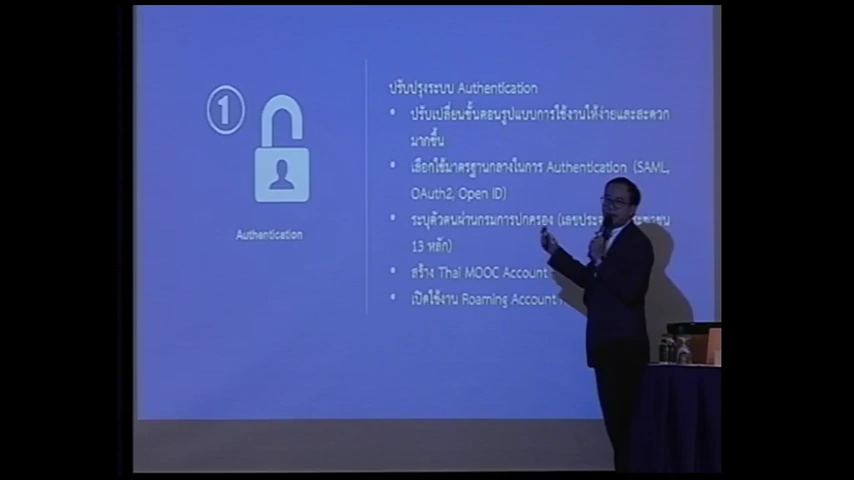 1
Authentication
ปรับปรุงระบบ Authentication
• ปรับเปลี่ยนขั้นตอนรูปแบบการใช้งานให้ง่ายและสะดวก
มากขึ้น
• เลือกใช้มาตรฐานกลางในการ Authentication (SAML,
OAuth2, Open ID)
• ระบุตัวตนผ่านกรมการปกครอง
13 หลัก)
• สร้าง Thai MOOC Account
• เปิดใช้งาน Roaming Account